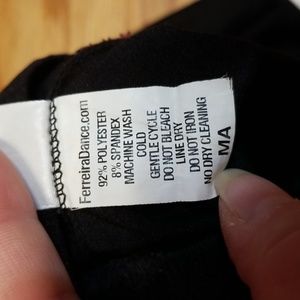 FerreiraDance.com
92% POLYESTER
8% SPANDEX
MACHINE WASH
COLD
GENTLE CYCLE
DO NOT BLEACH
LINE DRY
DO NOT IRON
NO DRY CLEANING
MA